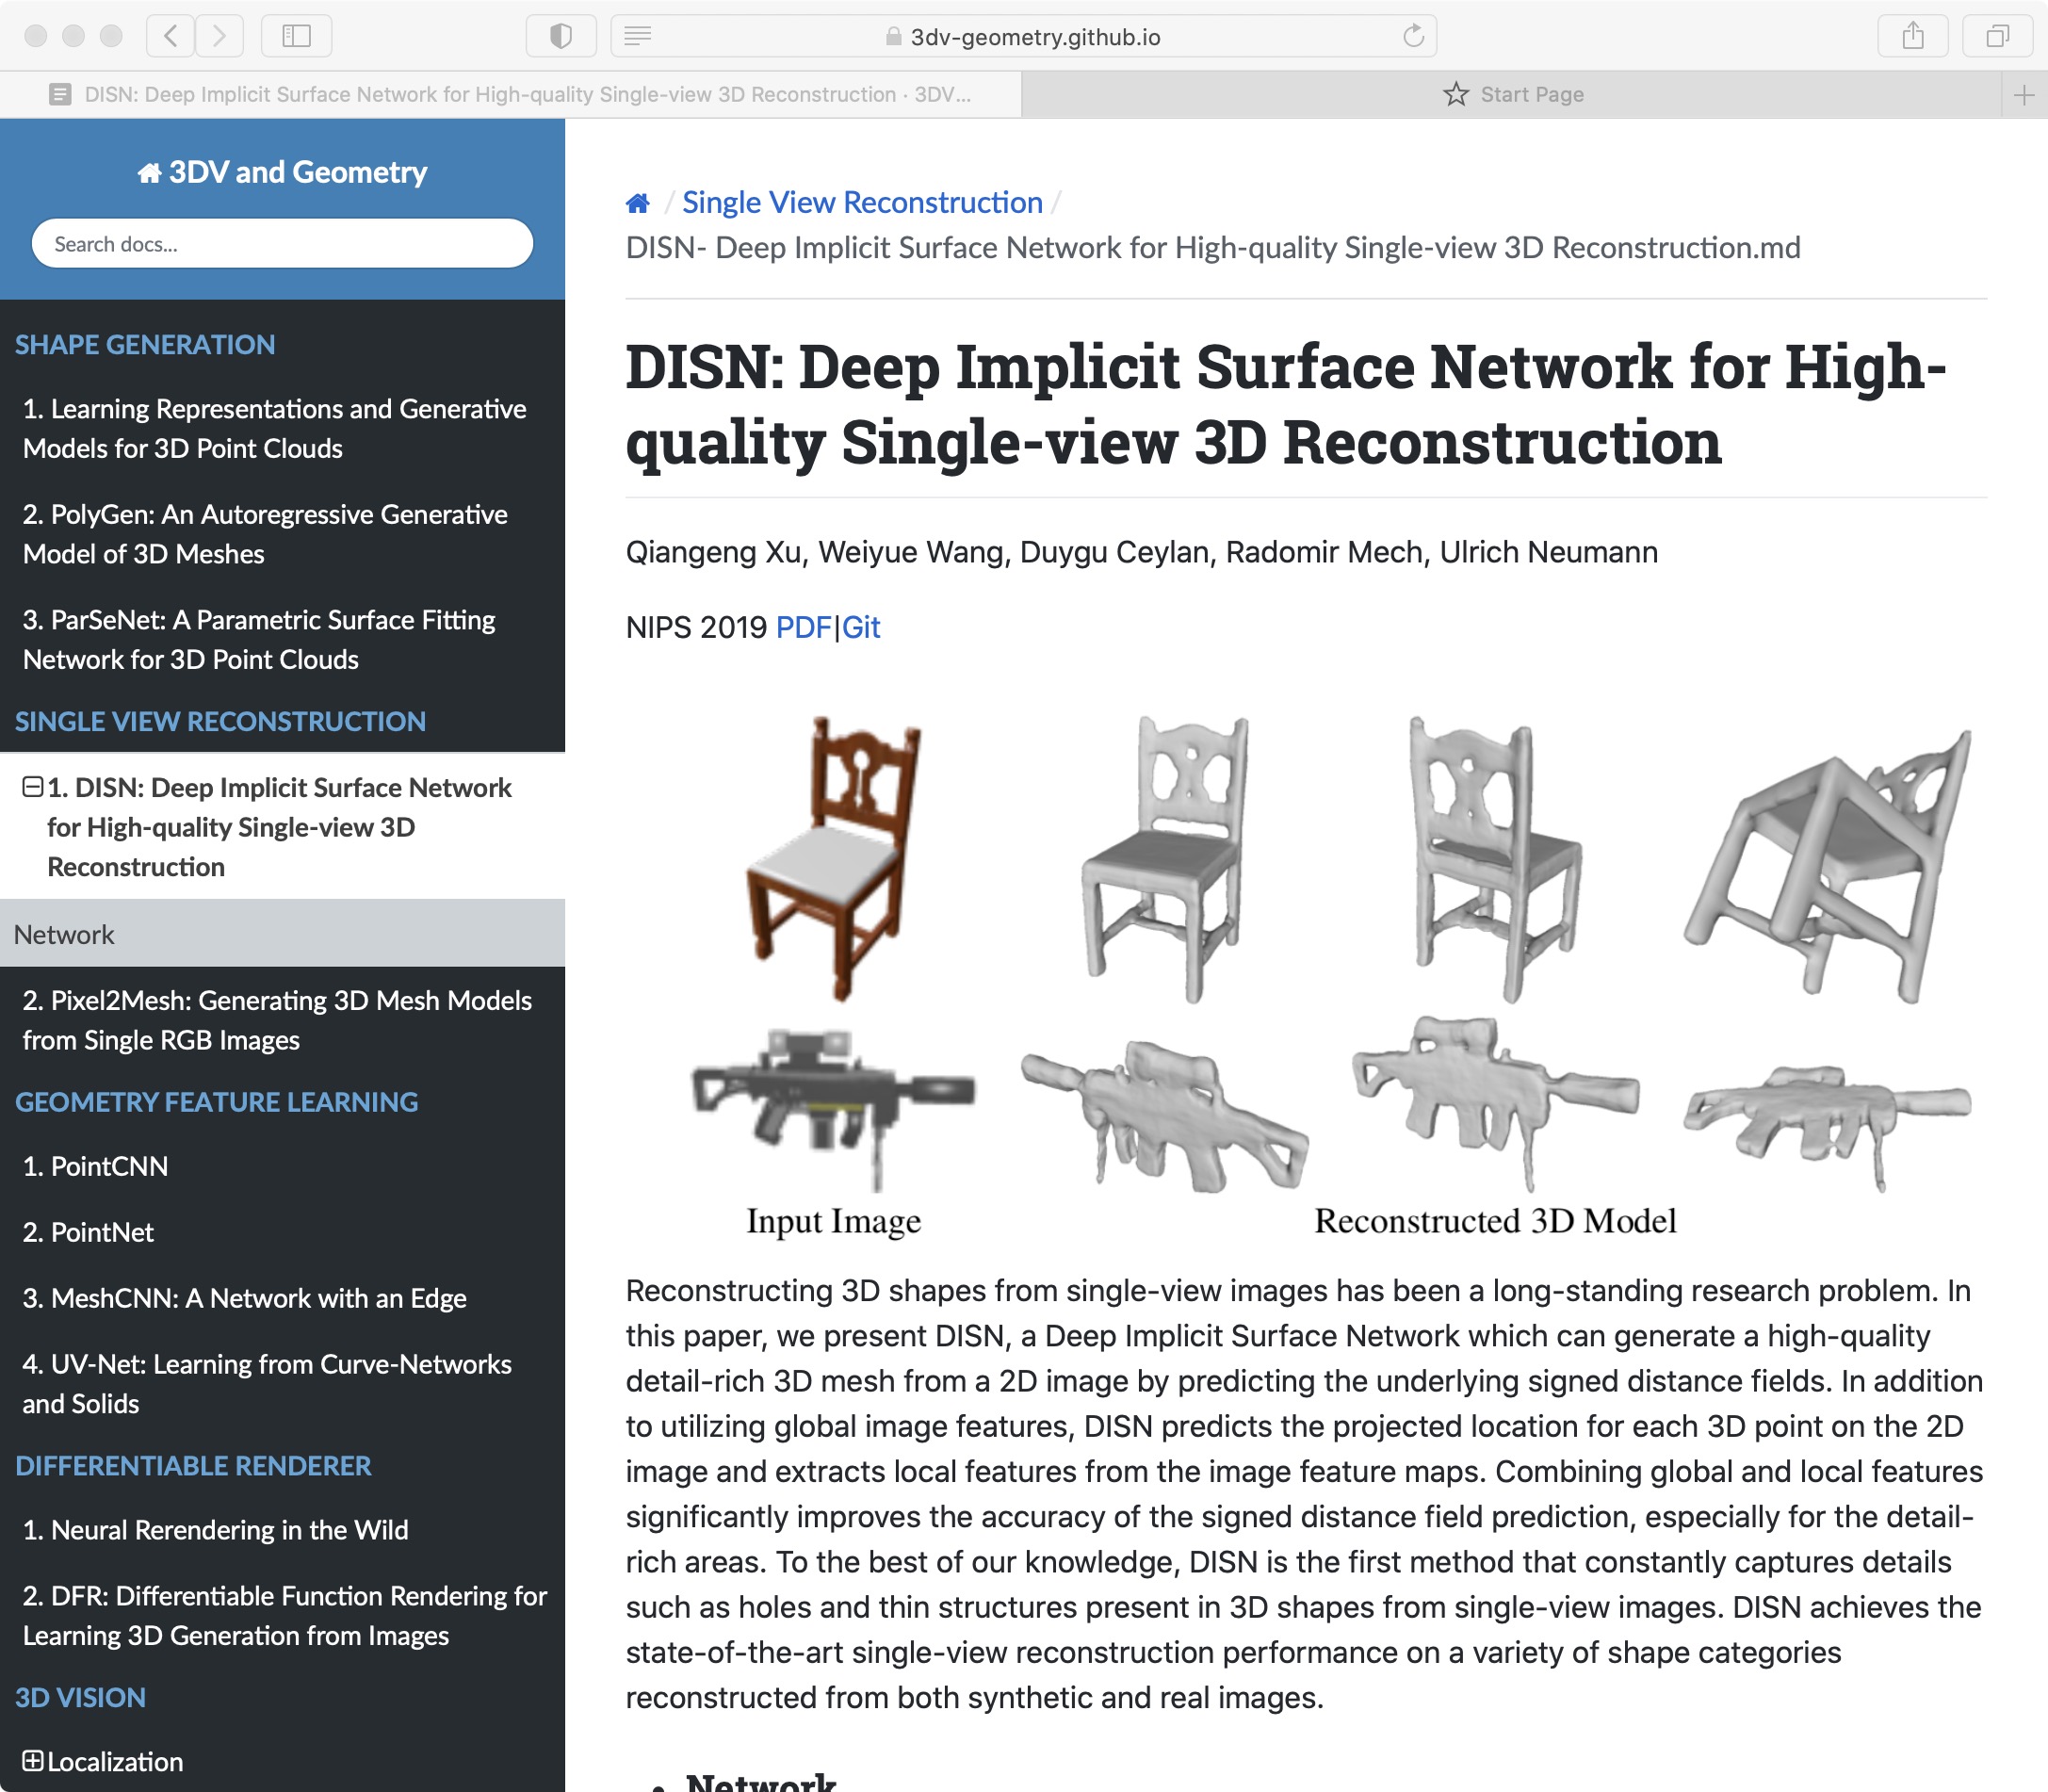 3dv-geometry.github.io
DISN: Deep Implicit Surface Network for High-quality Single-view 3D Reconstruction · 3DV...
Start Page
3DV and Geometry
Search docs...
SHAPE GENERATION
1. Learning Representations and Generative
Models for 3D Point Clouds
2. PolyGen: An Autoregressive Generative
Model of 3D Meshes
3. ParSeNet: A Parametric Surface Fitting
Network for 3D Point Clouds
SINGLE VIEW RECONSTRUCTION
1. DISN: Deep Implicit Surface Network
for High-quality Single-view 3D
Reconstruction
Network
2. Pixel2Mesh: Generating 3D Mesh Models
from Single RGB Images
GEOMETRY FEATURE LEARNING
1. PointCNN
2. PointNet
3. MeshCNN: A Network with an Edge
4. UV-Net: Learning from Curve-Networks
and Solids
DIFFERENTIABLE RENDERER
1. Neural Rerendering in the Wild
2. DFR: Differentiable Function Rendering for
Learning 3D Generation from Images
3D VISION
Localization
/ Single View Reconstruction /
DISN- Deep Implicit Surface Network for High-quality Single-view 3D Reconstruction.md
DISN: Deep Implicit Surface Network for High-
quality Single-view 3D Reconstruction
Qiangeng Xu, Weiyue Wang, Duygu Ceylan, Radomir Mech, Ulrich Neumann
NIPS 2019 PDF|Git
Input Image
Reconstructed 3D Model
Reconstructing 3D shapes from single-view images has been a long-standing research problem. In
this paper, we present DISN, a Deep Implicit Surface Network which can generate a high-quality
detail-rich 3D mesh from a 2D image by predicting the underlying signed distance fields. In addition
to utilizing global image features, DISN predicts the projected location for each 3D point on the 2D
image and extracts local features from the image feature maps. Combining global and local features
significantly improves the accuracy of the signed distance field prediction, especially for the detail-
rich areas. To the best of our knowledge, DISN is the first method that constantly captures details
such as holes and thin structures present in 3D shapes from single-view images. DISN achieves the
state-of-the-art single-view reconstruction performance on a variety of shape categories
reconstructed from both synthetic and real images.
• Network